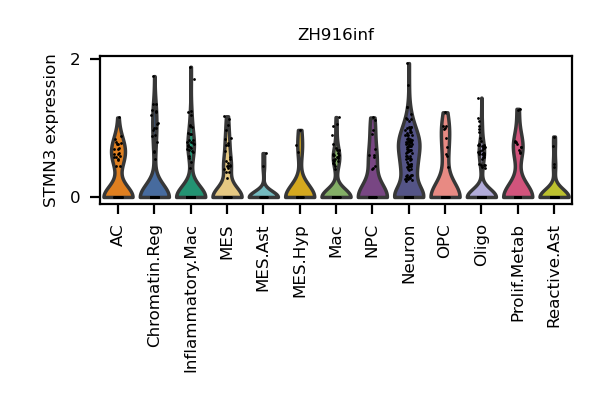 ZH916inf
STMN3 expression
2
0
AC
Chromatin.Reg
Inflammatory.Mac
MES
MES.Ast
MES.Hyp
Mac
NPC
Neuron
OPC
Oligo
Prolif.Metab
Reactive.Ast